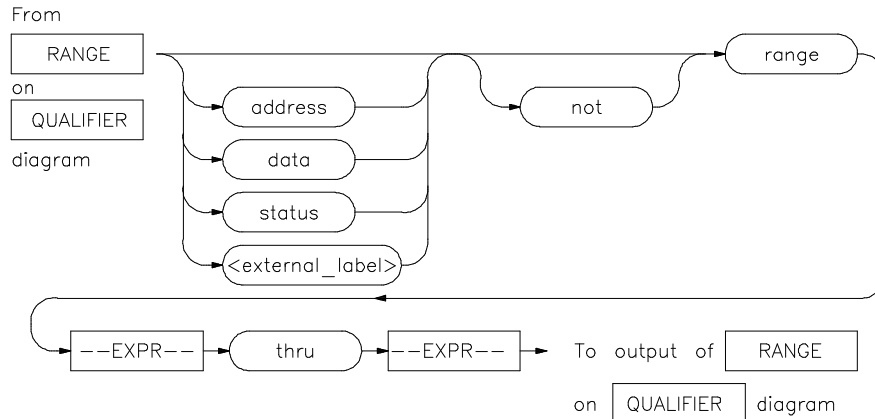 From
RANGE
on
QUALIFIER
diagram
address
data
status
<external_label>
not
range
--EXPR-- thru --EXPR-- To output of RANGE
on QUALIFIER diagram